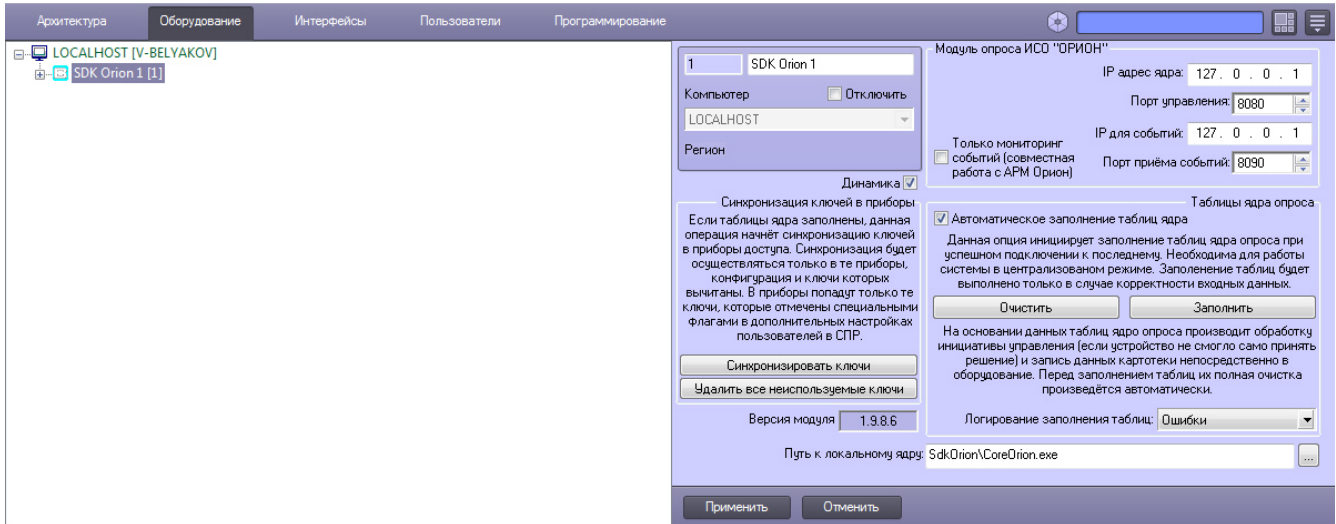 Архитектура Оборудование Интерфейсы Пользователи Программирование
LOCALHOST [V-BELYAKOV]
SDK Orion 1 [1]
1 SDK Orion 1
Компьютер Отключить
LOCALHOST
Регион
Динамика
Модуль опроса ИСО "ОРИОН"
IP адрес ядра: 127 . 0 . 0 . 1
Порт управления: 8080
IP для событий: 127 . 0 . 0 . 1
Порт приёма событий: 8090
Только мониторинг
событий (совместная
работа с АРМ Орион)
Синхронизация ключей в приборы
Если таблицы ядра заполнены, данная
операция начнёт синхронизацию ключей
в приборы доступа. Синхронизация будет
осуществляться только в те приборы,
конфигурация и ключи которых
вычитаны. В приборы попадут только те
ключи, которые отмечены специальными
флагами в дополнительных настройках
пользователей в СПР.
Синхронизировать ключи
Удалить все неиспользуемые ключи
Версия модуля 1.9.8.6
Таблицы ядра опроса
Автоматическое заполнение таблиц ядра
Данная опция инициирует заполнение таблиц ядра опроса при
успешном подключении к последнему. Необходима для работы
системы в централизованом режиме. Заполенение таблиц будет
выполнено только в случае корректности входных данных.
Очистить Заполнить
На основании данных таблиц ядро опроса производит обработку
инициативы управления (если устройство не смогло само принять
решение) и запись данных картотеки непосредственно в
оборудование. Перед заполнением таблиц их полная очистка
произведётся автоматически.
Логирование заполнения таблиц: Ошибки
Путь к локальному ядру: SdkOrion\CoreOrion.exe ...
Применить Отменить